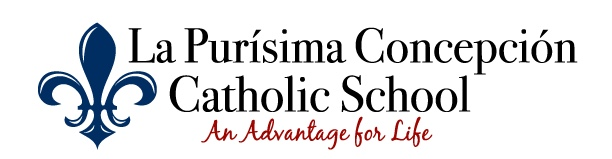 La Purísima Concepción
Catholic School
An Advantage for Life